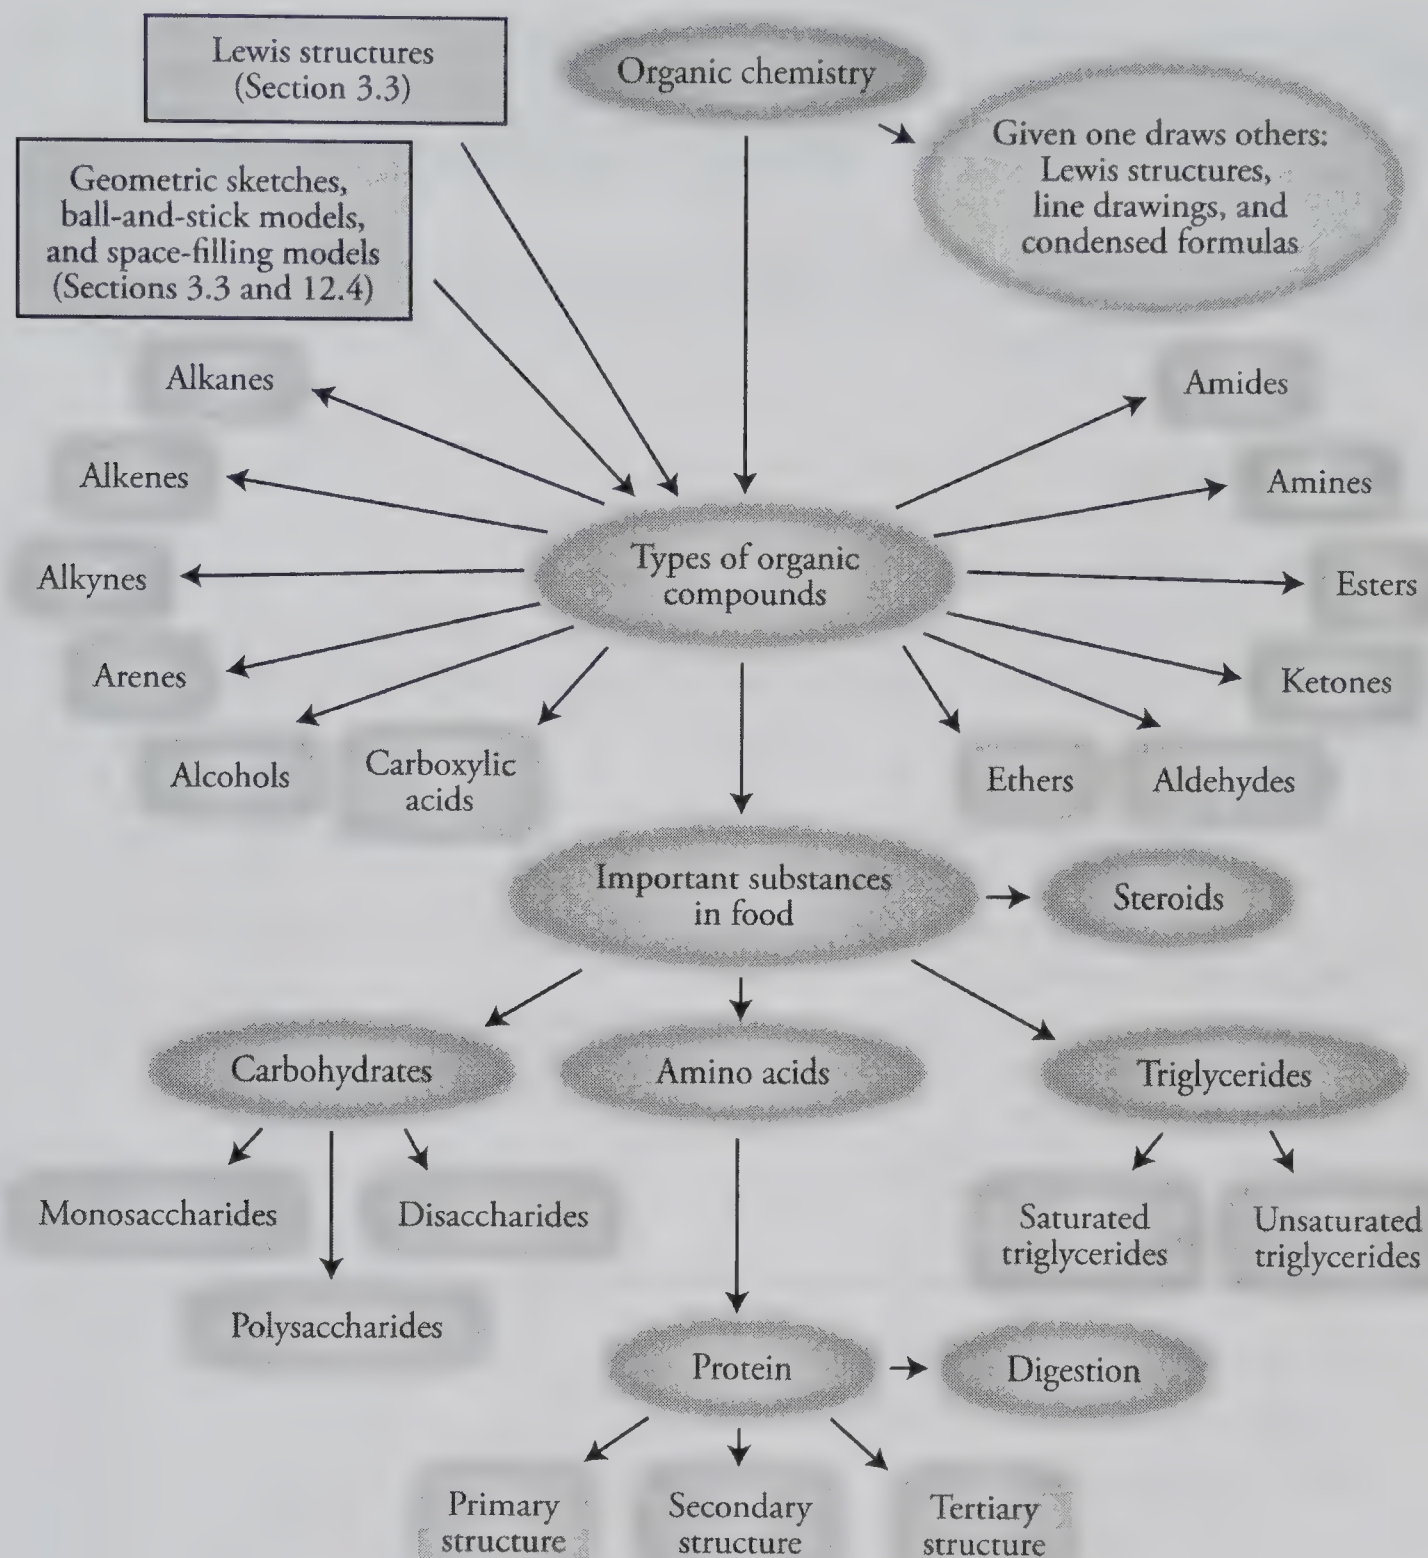 Lewis structures
(Section 3.3)
Organic chemistry
Given one draws others:
Lewis structures,
line drawings, and
condensed formulas
Geometric sketches,
ball-and-stick models,
and space-filling models
(Sections 3.3 and 12.4)
Alkanes
Amides
Alkenes
Amines
Types of organic
compounds
Alkynes
Esters
Arenes
Ketones
Alcohols
Carboxylic
acids
Ethers
Aldehydes
Important substances
in food
Steroids
Carbohydrates
Amino acids
Triglycerides
Monosaccharides
Disaccharides
Saturated
triglycerides
Unsaturated
triglycerides
Polysaccharides
Protein
Digestion
Primary
structure
Secondary
structure
Tertiary
structure